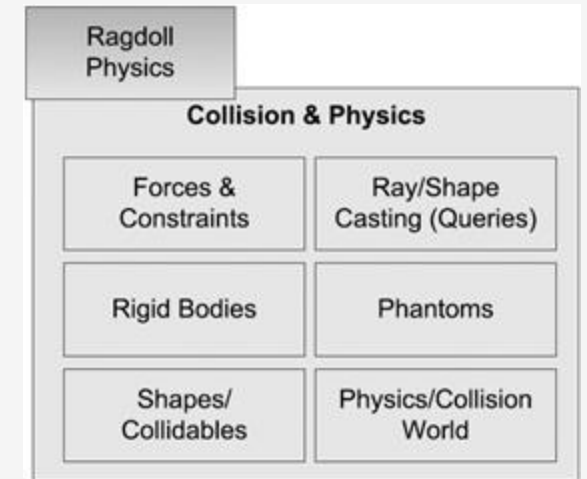 Ragdoll
Physics
Collision & Physics
Forces &
Constraints
Ray/Shape
Casting (Queries)
Rigid Bodies
Phantoms
Shapes/
Collidables
Physics/Collision
World